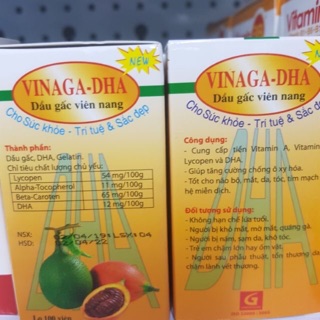 NEW
VINAGA-DHA
Dầu gấc viên nang
Cho Sức khỏe - Trí tuệ & Sắc đẹp
Thành phần:
Dầu gấc, DHA, Gelatin.
Chỉ tiêu chất lượng chủ yếu:
Lycopen 54 mg/100g
Alpha-Tocopherol 11 mg/100g
Beta-Caroten 65 mg/100g
DHA 12 mg/100g
NSX:
HSD: 02/04/22
Lọ 100 viên
NEW
VINAGA-DHA
Dầu gấc viên nang
Cho Sức khỏe - Trí tuệ & Sắc đẹp
Công dụng:
- Cung cấp tiền Vitamin A, Vitamin
Lycopen và DHA.
- Giúp tăng cường chống ô xy hóa.
- Tốt cho não bộ, mắt, da, tóc, tim mạch
hệ miễn dịch.
Đối tượng sử dụng:
- Không hạn chế lứa tuổi.
- Người bị khô mắt, mờ mắt, quáng gà.
- Người bị nám, sạm da, khô tóc.
- Trẻ em chậm lớn hay ốm vặt.
- Người sau phẫu thuật, tổn thương da
chậm lành vết thương.
G
Vitamin